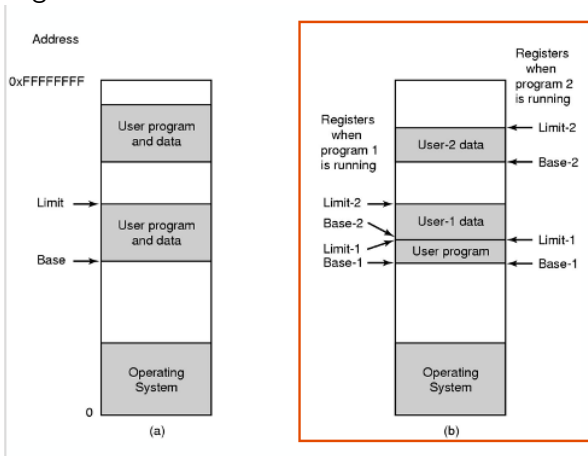 Address
0xFFFFFFFF
User program
and data
Limit
User program
and data
Base
Operating
System
0
(a)
Registers
when
program 2
is running
Registers
when
program 1
is running
Limit-2
User-2 data
Base-2
Limit-2
User-1 data
Base-2
Limit-1
Limit-1
User program
Base-1
Base-1
Operating
System
(b)